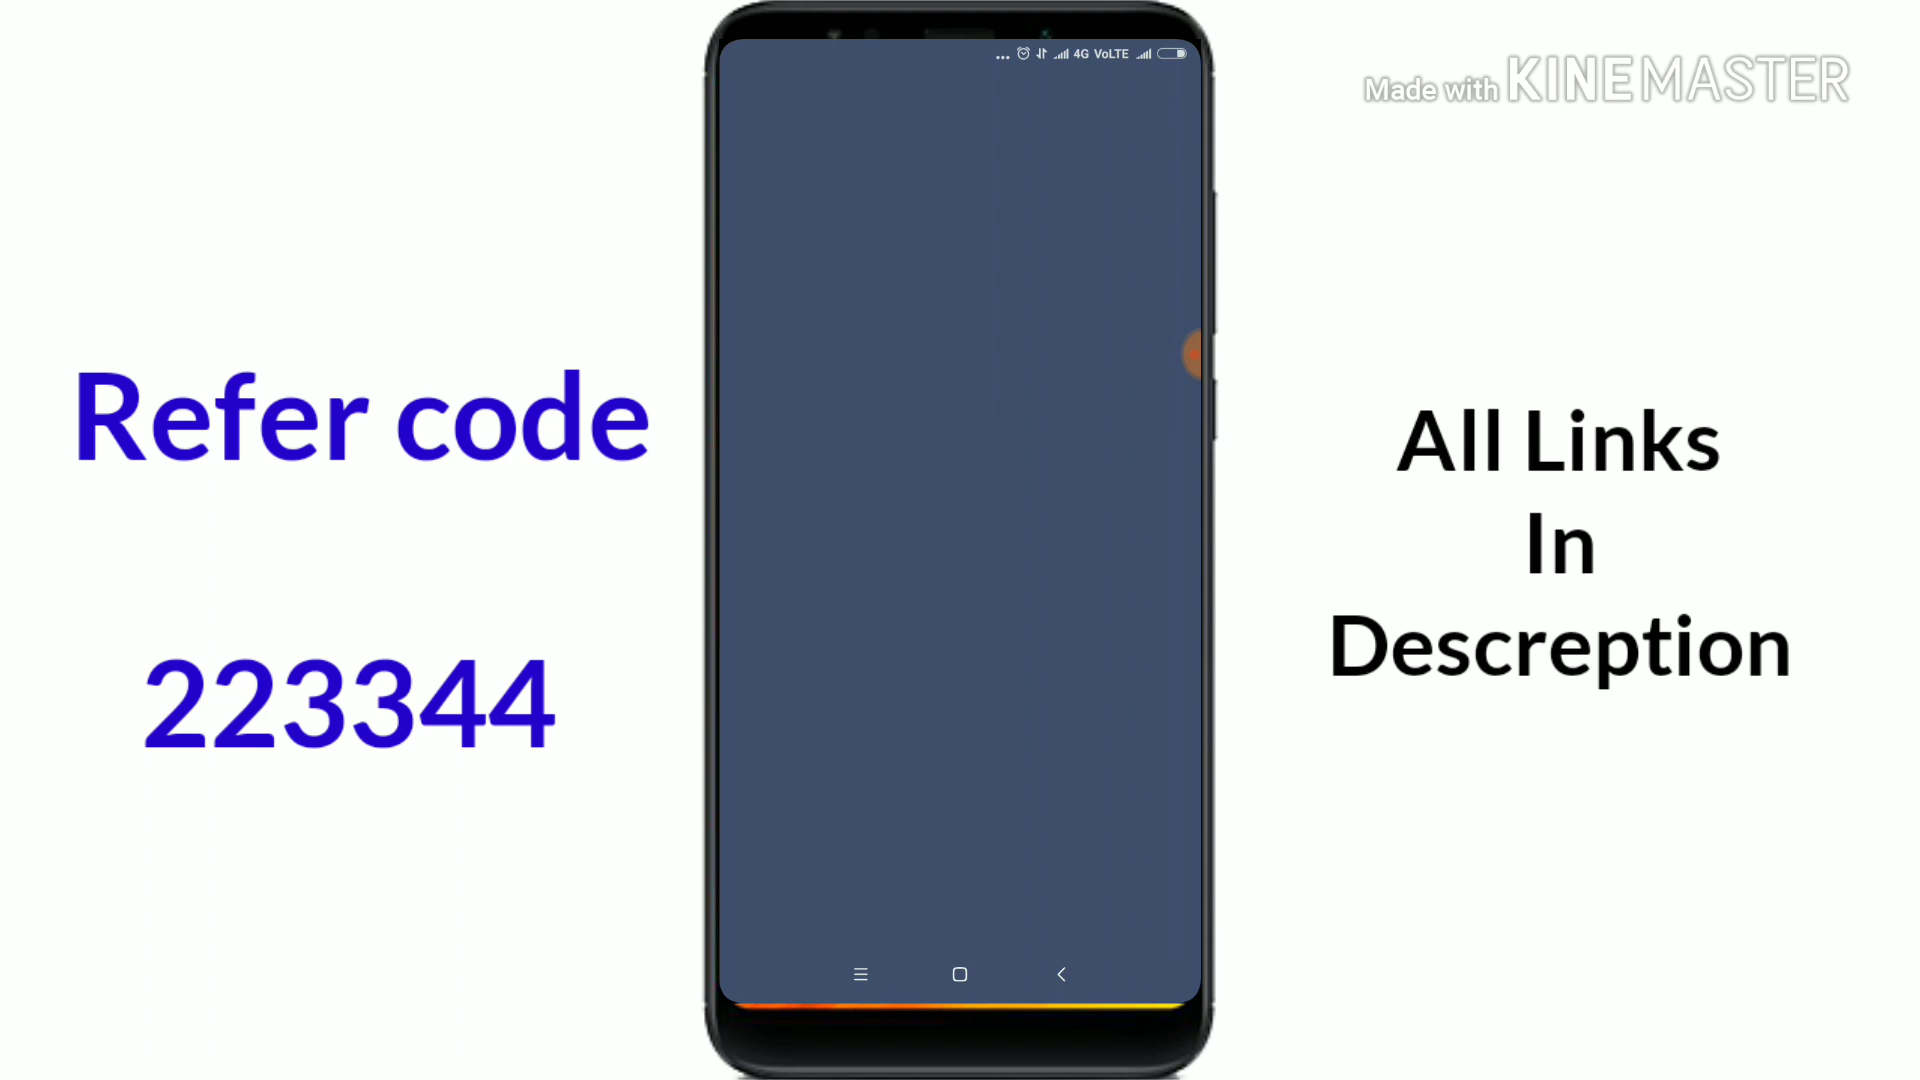 ... 4G VoLTE
Made with KINEMASTER
Refer code
223344
All Links
In
Descreption